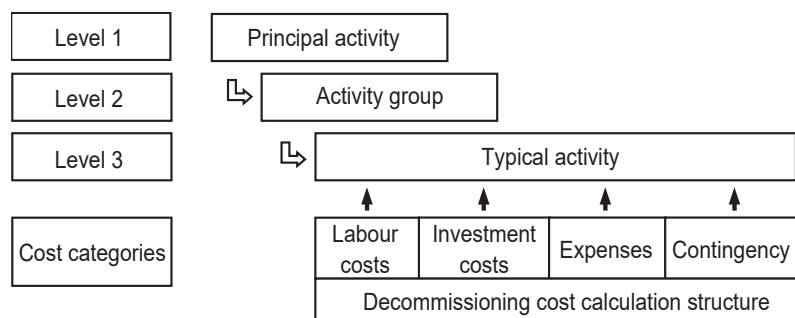 Level 1
Principal activity
Level 2
Activity group
Level 3
Typical activity
Cost categories
Labour
costs
Investment
costs
Expenses
Contingency
Decommissioning cost calculation structure